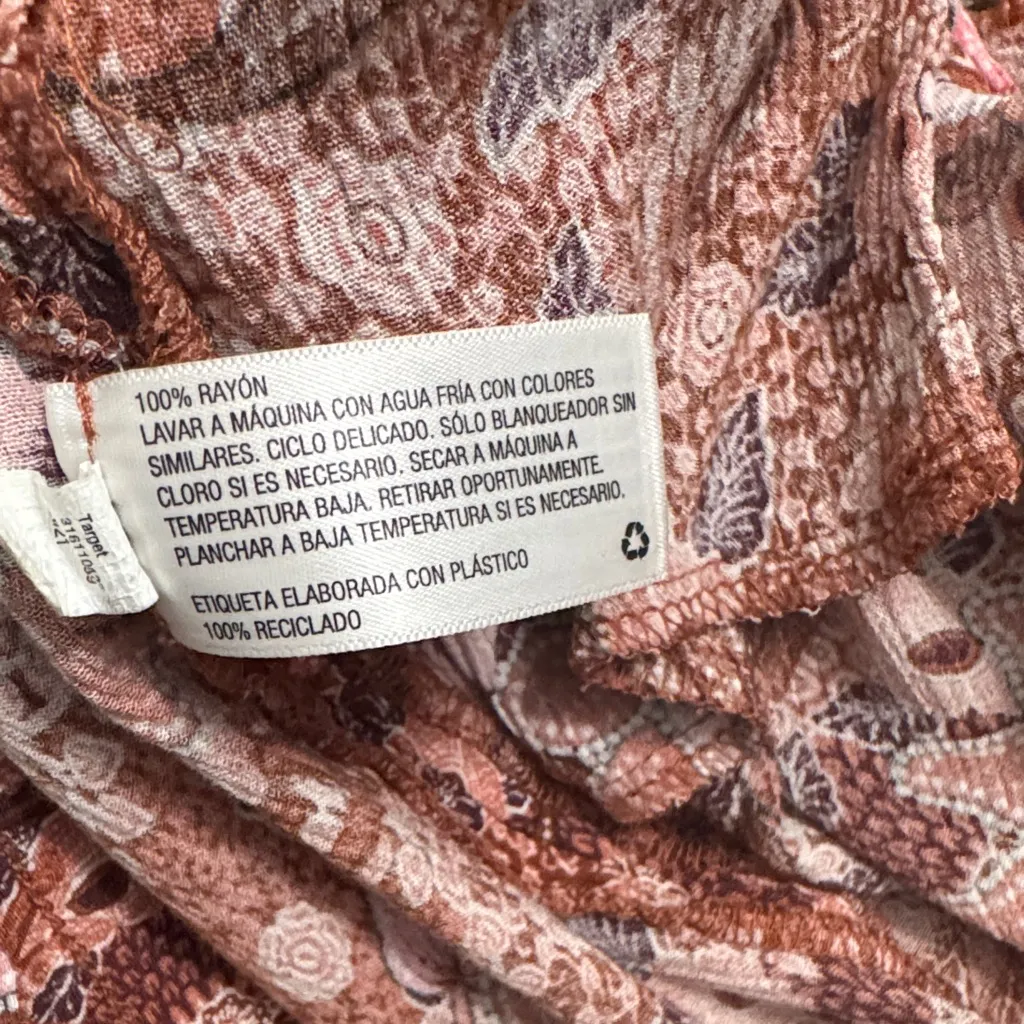 100% RAYÓN
LAVAR A MÁQUINA CON AGUA FRÍA CON COLORES
SIMILARES. CICLO DELICADO. SÓLO BLANQUEADOR SIN
CLORO SI ES NECESARIO. SECAR A MÁQUINA A
TEMPERATURA BAJA. RETIRAR OPORTUNAMENTE.
PLANCHAR A BAJA TEMPERATURA SI ES NECESARIO.
ETIQUETA ELABORADA CON PLÁSTICO
100% RECICLADO
Target